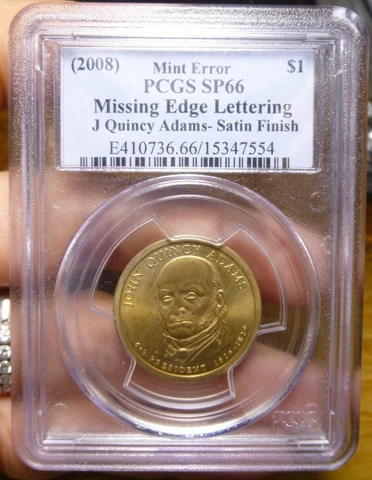 (2008) Mint Error $1
PCGS SP66
Missing Edge Lettering
J Quincy Adams- Satin Finish
E410736.66/15347554
JOHN QUINCY ADAMS
6th PRESIDENT 1825-1829